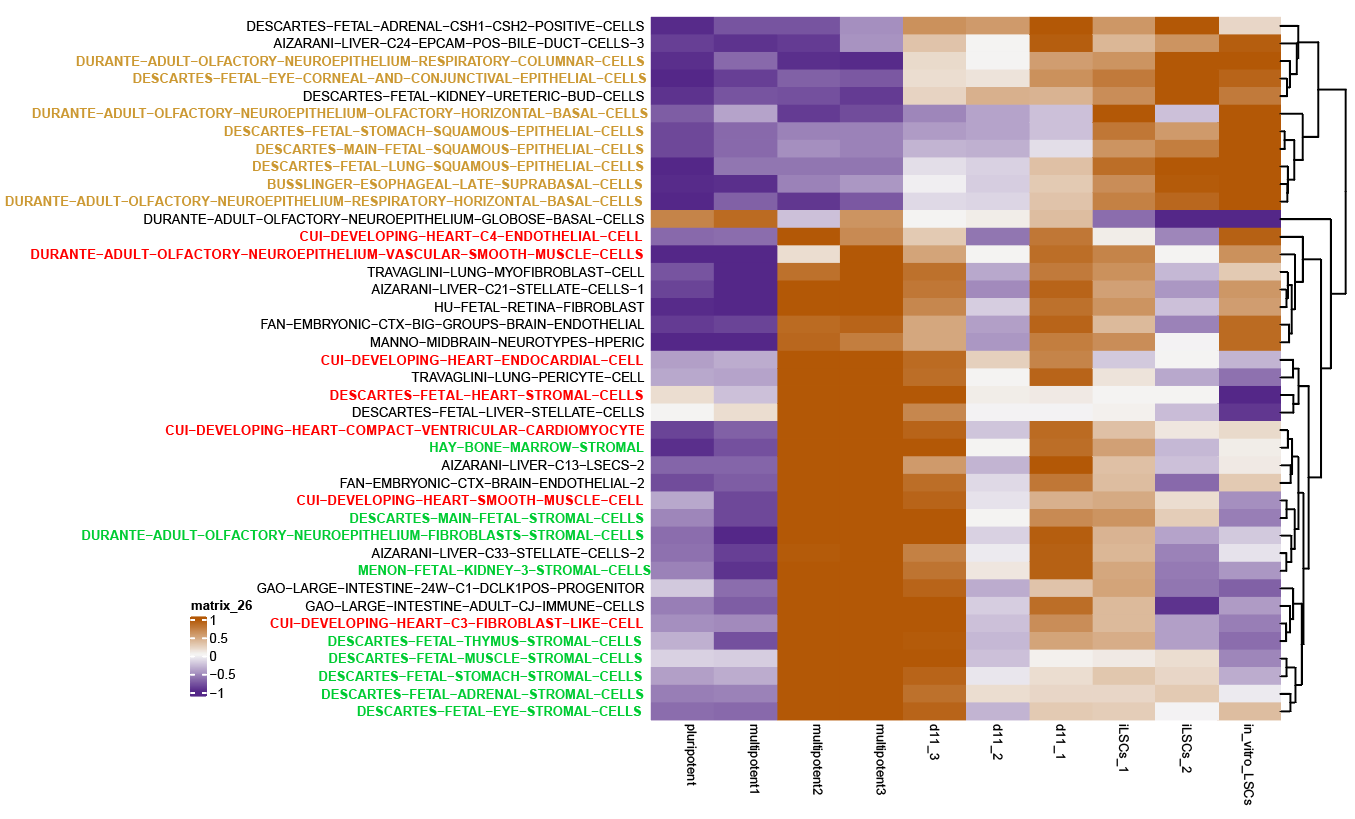 DESCARTES−FETAL−ADRENAL−CSH1−CSH2−POSITIVE−CELLS
AIZARANI−LIVER−C24−EPCAM−POS−BILE−DUCT−CELLS−3
DURANTE−ADULT−OLFACTORY−NEUROEPITHELIUM−RESPIRATORY−COLUMNAR−CELLS
DESCARTES−FETAL−EYE−CORNEAL−AND−CONJUNCTIVAL−EPITHELIAL−CELLS
DESCARTES−FETAL−KIDNEY−URETERIC−BUD−CELLS
DURANTE−ADULT−OLFACTORY−NEUROEPITHELIUM−OLFACTORY−HORIZONTAL−BASAL−CELLS
DESCARTES−FETAL−STOMACH−SQUAMOUS−EPITHELIAL−CELLS
DESCARTES−MAIN−FETAL−SQUAMOUS−EPITHELIAL−CELLS
DESCARTES−FETAL−LUNG−SQUAMOUS−EPITHELIAL−CELLS
BUSSLINGER−ESOPHAGEAL−LATE−SUPRABASAL−CELLS
DURANTE−ADULT−OLFACTORY−NEUROEPITHELIUM−RESPIRATORY−HORIZONTAL−BASAL−CELLS
DURANTE−ADULT−OLFACTORY−NEUROEPITHELIUM−GLOBOSE−BASAL−CELLS
CUI−DEVELOPING−HEART−C4−ENDOTHELIAL−CELL
DURANTE−ADULT−OLFACTORY−NEUROEPITHELIUM−VASCULAR−SMOOTH−MUSCLE−CELLS
TRAVAGLINI−LUNG−MYOFIBROBLAST−CELL
AIZARANI−LIVER−C21−STELLATE−CELLS−1
HU−FETAL−RETINA−FIBROBLAST
FAN−EMBRYONIC−CTX−BIG−GROUPS−BRAIN−ENDOTHELIAL
MANNO−MIDBRAIN−NEUROTYPES−HPERIC
CUI−DEVELOPING−HEART−ENDOCARDIAL−CELL
TRAVAGLINI−LUNG−PERICYTE−CELL
DESCARTES−FETAL−HEART−STROMAL−CELLS
DESCARTES−FETAL−LIVER−STELLATE−CELLS
CUI−DEVELOPING−HEART−COMPACT−VENTRICULAR−CARDIOMYOCYTE
HAY−BONE−MARROW−STROMAL
AIZARANI−LIVER−C13−LSECS−2
FAN−EMBRYONIC−CTX−BRAIN−ENDOTHELIAL−2
CUI−DEVELOPING−HEART−SMOOTH−MUSCLE−CELL
DESCARTES−MAIN−FETAL−STROMAL−CELLS
DURANTE−ADULT−OLFACTORY−NEUROEPITHELIUM−FIBROBLASTS−STROMAL−CELLS
AIZARANI−LIVER−C33−STELLATE−CELLS−2
MENON−FETAL−KIDNEY−3−STROMAL−CELLS
GAO−LARGE−INTESTINE−24W−C1−DCLK1POS−PROGENITOR
GAO−LARGE−INTESTINE−ADULT−CJ−IMMUNE−CELLS
CUI−DEVELOPING−HEART−C3−FIBROBLAST−LIKE−CELL
DESCARTES−FETAL−THYMUS−STROMAL−CELLS
DESCARTES−FETAL−MUSCLE−STROMAL−CELLS
DESCARTES−FETAL−STOMACH−STROMAL−CELLS
DESCARTES−FETAL−ADRENAL−STROMAL−CELLS
DESCARTES−FETAL−EYE−STROMAL−CELLS
matrix_26
1
0.5
0
−0.5
−1
pluripotent
multipotent1
multipotent2
multipotent3
d11_3
d11_2
d11_1
iLSCs_1
iLSCs_2
in_vitro_LSCs